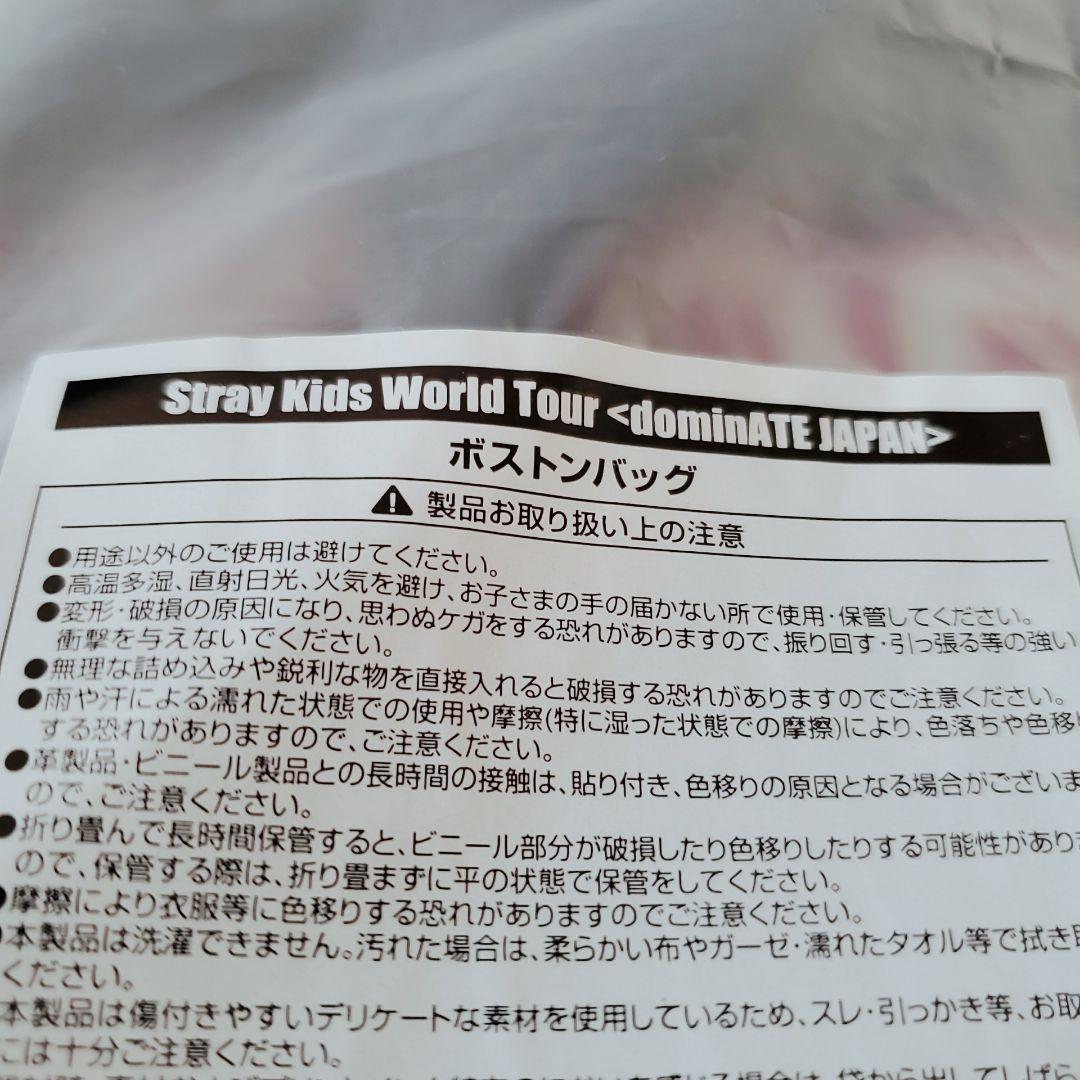 Stray Kids World Tour <dominATE JAPAN>
ボストンバッグ
製品お取り扱い上の注意
●用途以外のご使用は避けてください。
●高温多湿、直射日光、火気を避け、お子さまの手の届かない所で使用・保管してください。
●変形・破損の原因になり、思わぬケガをする恐れがありますので、振り回す・引っ張る等の強い
衝撃を与えないでください。
●無理な詰め込みや鋭利な物を直接入れると破損する恐れがありますのでご注意ください。
●雨や汗による濡れた状態での使用や摩擦(特に湿った状態での摩擦)により、色落ちや色移り
する恐れがありますので、ご注意ください。
●革製品・ビニール製品との長時間の接触は、貼り付き、色移りの原因となる場合がございま
ので、ご注意ください。
●折り畳んで長時間保管すると、ビニール部分が破損したり色移りしたりする可能性があり
ので、保管する際は、折り畳まずに平の状態で保管をしてください。
●摩擦により衣服等に色移りする恐れがありますのでご注意ください。
●本製品は洗濯できません。汚れた場合は、柔らかい布やガーゼ・濡れたタオル等で拭き取
ください。
本製品は傷付きやすいデリケートな素材を使用しているため、スレ・引っかき等、お取
には十分ご注意ください。
場合は、袋から出してしばら